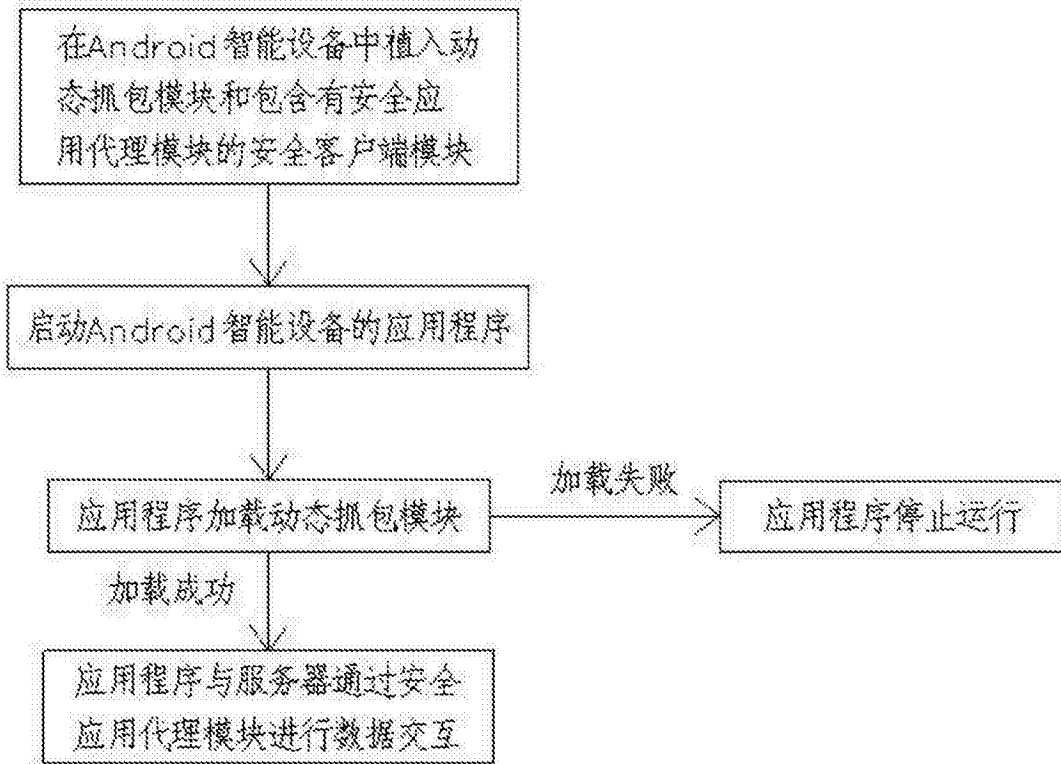 在Android智能设备中植入动
态抓包模块和包含有安全应
用代理模块的安全客户端模块
启动Android智能设备的应用程序
应用程序加载动态抓包模块
加载失败
应用程序停止运行
加载成功
应用程序与服务器通过安全
应用代理模块进行数据交互